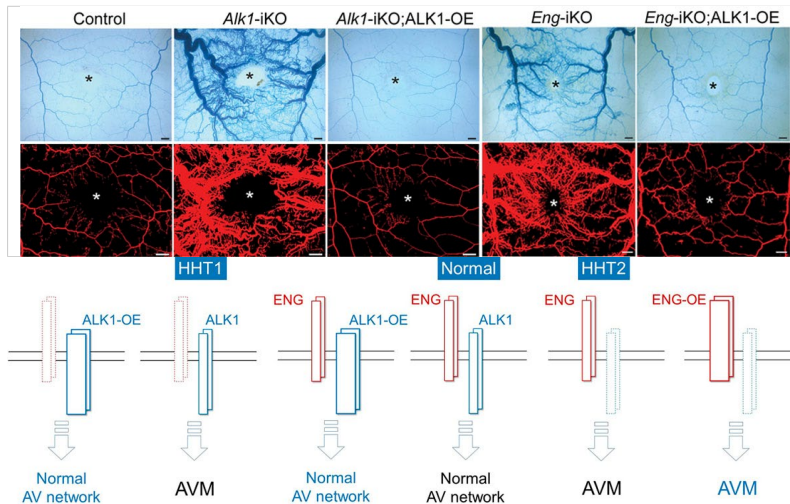 Control Alk1-iKO Alk1-iKO;ALK1-OE Eng-iKO Eng-iKO;ALK1-OE
* * * * *
* * * * *
HHT1 Normal HHT2
ALK1-OE ALK1 ENG ALK1-OE ENG ALK1 ENG ENG-OE
Normal AVM Normal Normal AVM AVM
AV network AV network AV network